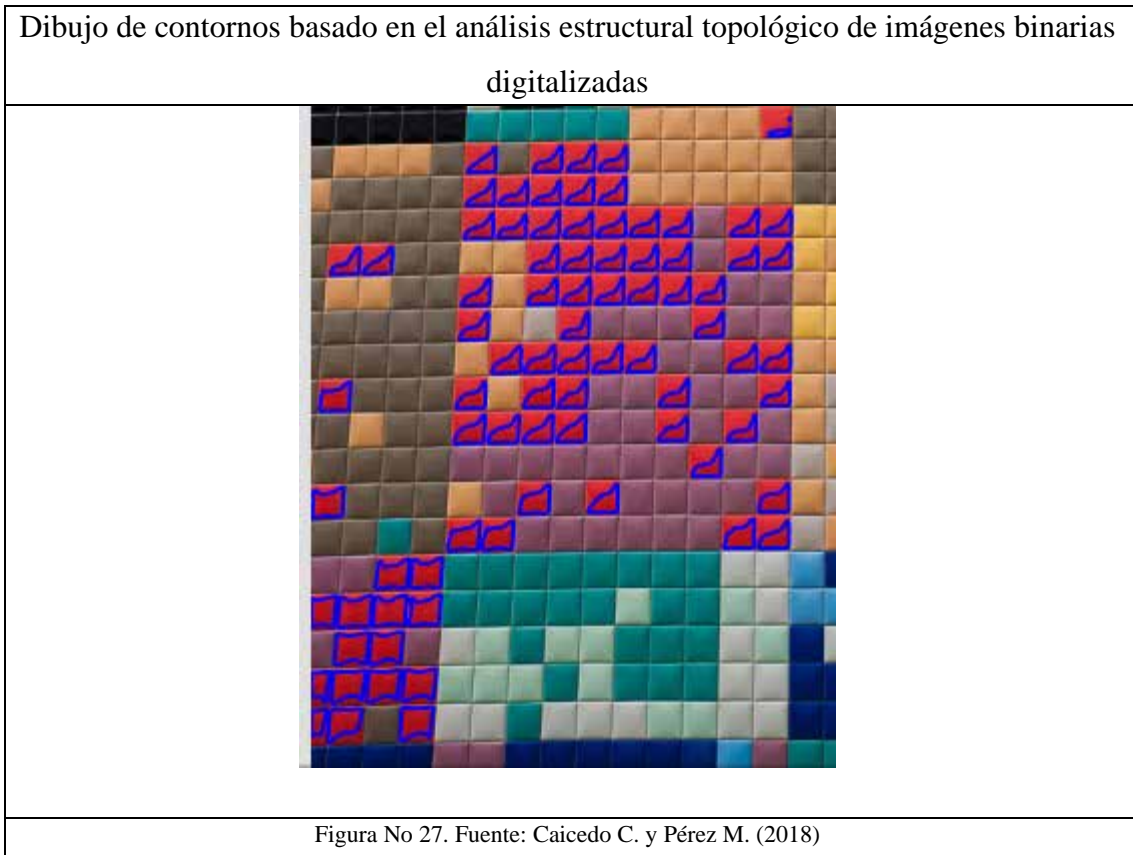 Dibujo de contornos basado en el análisis estructural topológico de imágenes binarias
digitalizadas
Figura No 27. Fuente: Caicedo C. y Pérez M. (2018)